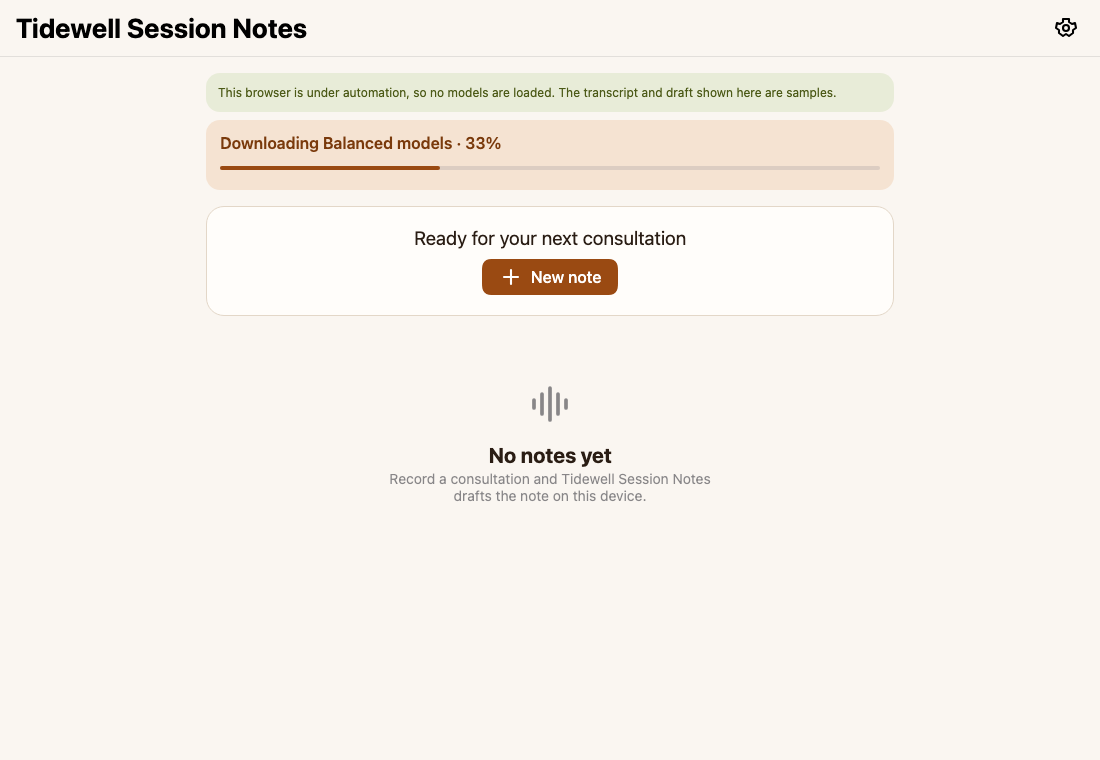 Tidewell Session Notes
This browser is under automation, so no models are loaded. The transcript and draft shown here are samples.
Downloading Balanced models · 33%
Ready for your next consultation
New note
No notes yet
Record a consultation and Tidewell Session Notes
drafts the note on this device.